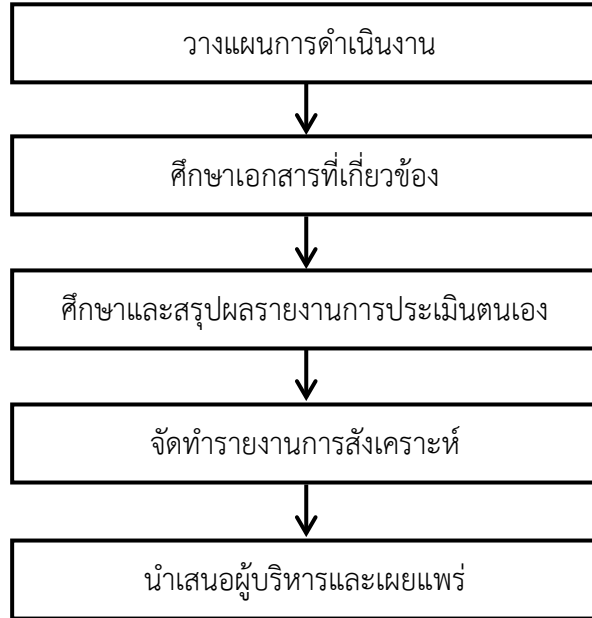 วางแผนการดำเนินงาน
ศึกษาเอกสารที่เกี่ยวข้อง
ศึกษาและสรุปผลรายงานการประเมินตนเอง
จัดทำรายงานการสังเคราะห์
นำเสนอผู้บริหารและเผยแพร่